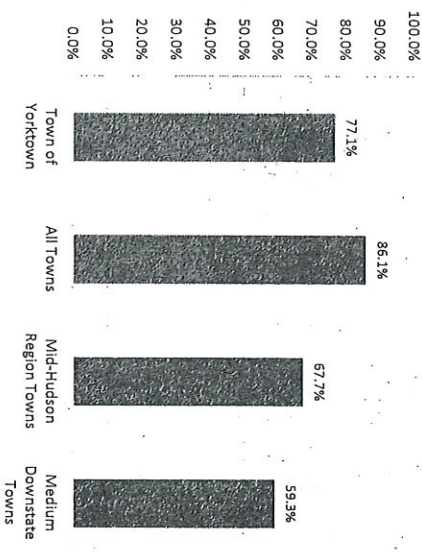 100.0%
90.0%
80.0%
70.0%
60.0%
50.0%
40.0%
30.0%
20.0%
10.0%
0.0%
77.1%
86.1%
67.7%
59.3%
Town of
Yorktown
All Towns
Mid-Hudson
Region Towns
Medium
Downstate
Towns